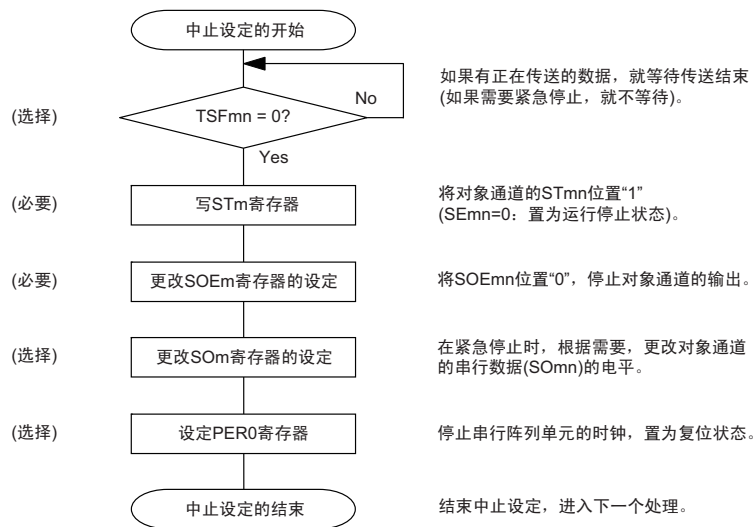 中止设定的开始
如果有正在传送的数据，就等待传送结束
(如果需要紧急停止，就不等待)。
No
(选择)
TSFmn = 0?
Yes
(必要)
写STm寄存器
将对象通道的STmn位置“1”
(SEmn=0：置为运行停止状态)。
(必要)
更改SOEm寄存器的设定
将SOEmn位置“0”，停止对象通道的输出。
(选择)
更改SOm寄存器的设定
在紧急停止时，根据需要，更改对象通道
的串行数据(SOmn)的电平。
(选择)
设定PER0寄存器
停止串行阵列单元的时钟，置为复位状态。
中止设定的结束
结束中止设定，进入下一个处理。